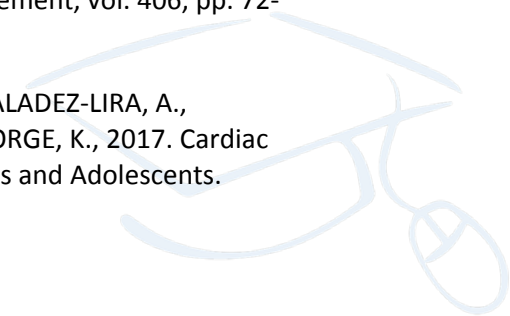 ement, vol. 406, pp. 72-
ALADEZ-LIRA, A.,
ORGE, K., 2017. Cardiac
s and Adolescents.